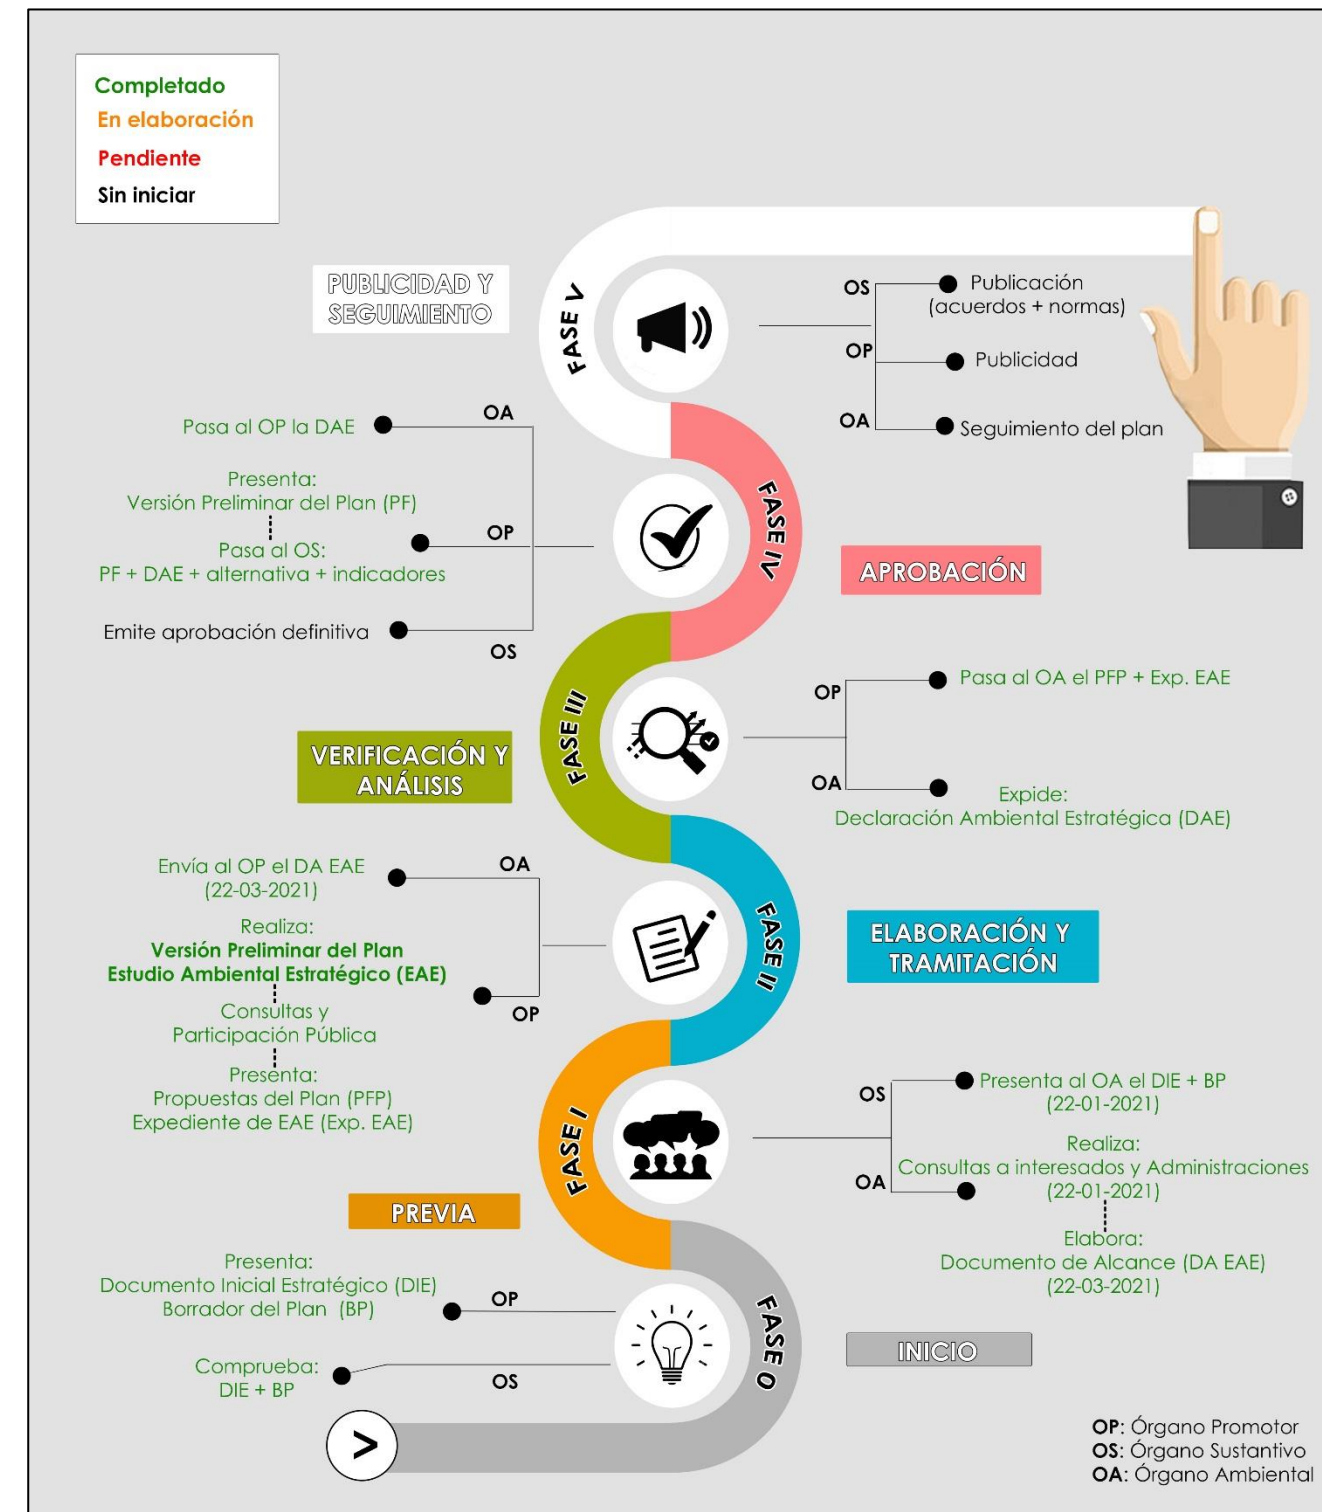 Completado
En elaboración
Pendiente
Sin iniciar
PUBLICIDAD Y
SEGUIMIENTO
FASE V
OS
Publicación
(acuerdos + normas)
OP
Publicidad
OA
Seguimiento del plan
OA
Pasa al OP la DAE
Presenta:
Versión Preliminar del Plan (PF)
OP
Pasa al OS:
PF + DAE + alternativa + indicadores
Emite aprobación definitiva
OS
FASE IV
APROBACIÓN
FASE III
VERIFICACIÓN Y
ANÁLISIS
OP
Pasa al OA el PFP + Exp. EAE
OA
Expide:
Declaración Ambiental Estratégica (DAE)
Envía al OP el DA EAE
(22-03-2021)
OA
Realiza:
Versión Preliminar del Plan
Estudio Ambiental Estratégico (EAE)
OP
Consultas y
Participación Pública
Presenta:
Propuestas del Plan (PFP)
Expediente de EAE (Exp. EAE)
FASE II
ELABORACIÓN Y
TRAMITACIÓN
FASE I
PREVIA
OS
Presenta al OA el DIE + BP
(22-01-2021)
Realiza:
Consultas a interesados y Administraciones
(22-01-2021)
OA
Elabora:
Documento de Alcance (DA EAE)
(22-03-2021)
Presenta:
Documento Inicial Estratégico (DIE)
Borrador del Plan (BP)
OP
Comprueba:
DIE + BP
OS
FASE 0
INICIO
>
OP: Órgano Promotor
OS: Órgano Sustantivo
OA: Órgano Ambiental